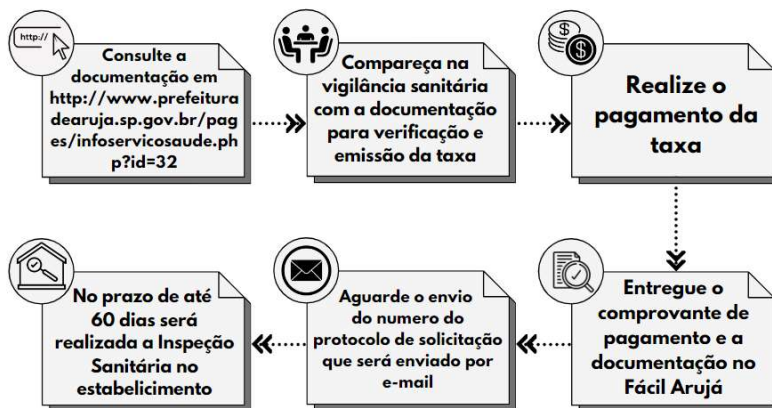 http://
Consulte a
documentação em
http://www.prefeitura
dearuja.sp.gov.br/pag
es/infoservicosaude.ph
p?id=32
Compareça na
vigilância sanitária
com a documentação
para verificação e
emissão da taxa
$
$
Realize o
pagamento da
taxa
Entregue o
comprovante de
pagamento e a
documentação no
Fácil Arujá
Aguarde o envio
do numero do
protocolo de solicitação
que será enviado por
e-mail
No prazo de até
60 dias será
realizada a Inspeção
Sanitária no
estabelicimento